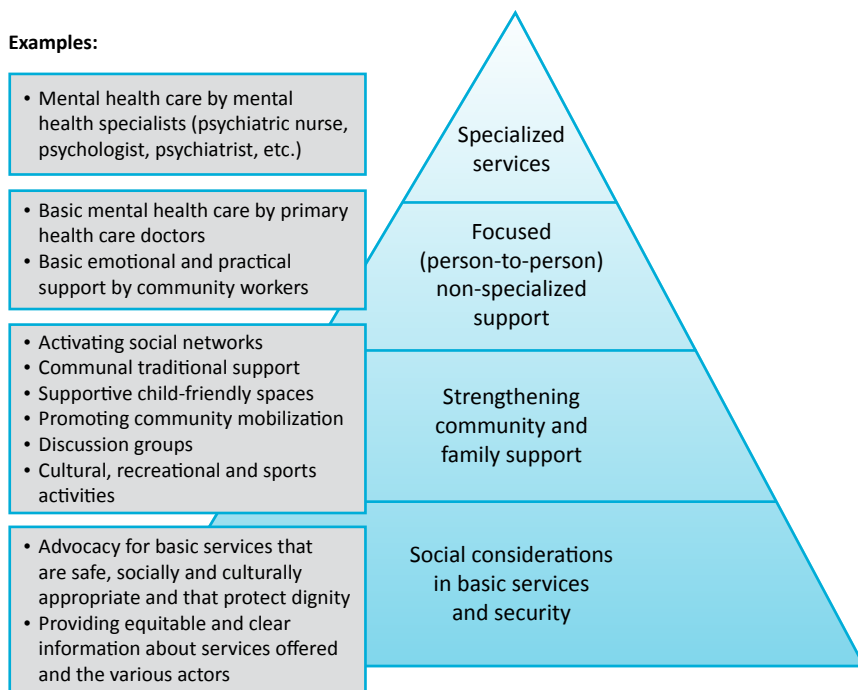 Examples:
• Mental health care by mental
health specialists (psychiatric nurse,
psychologist, psychiatrist, etc.)
Specialized
services
• Basic mental health care by primary
health care doctors
• Basic emotional and practical
support by community workers
Focused
(person-to-person)
non-specialized
support
• Activating social networks
• Communal traditional support
• Supportive child-friendly spaces
• Promoting community mobilization
• Discussion groups
• Cultural, recreational and sports
activities
Strengthening
community and
family support
• Advocacy for basic services that
are safe, socially and culturally
appropriate and that protect dignity
• Providing equitable and clear
information about services offered
and the various actors
Social considerations
in basic services
and security